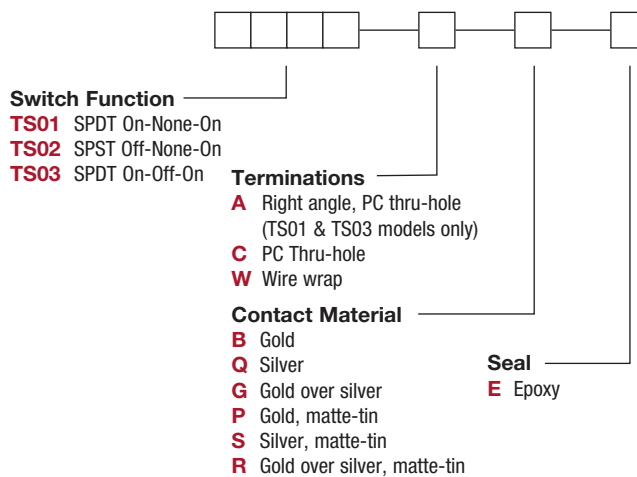 Switch Function
TS01 SPDT On-None-On
TS02 SPST Off-None-On
TS03 SPDT On-Off-On
Terminations
A Right angle, PC thru-hole
(TS01 & TS03 models only)
C PC Thru-hole
W Wire wrap
Contact Material
B Gold
Q Silver
G Gold over silver
P Gold, matte-tin
S Silver, matte-tin
R Gold over silver, matte-tin
Seal
E Epoxy